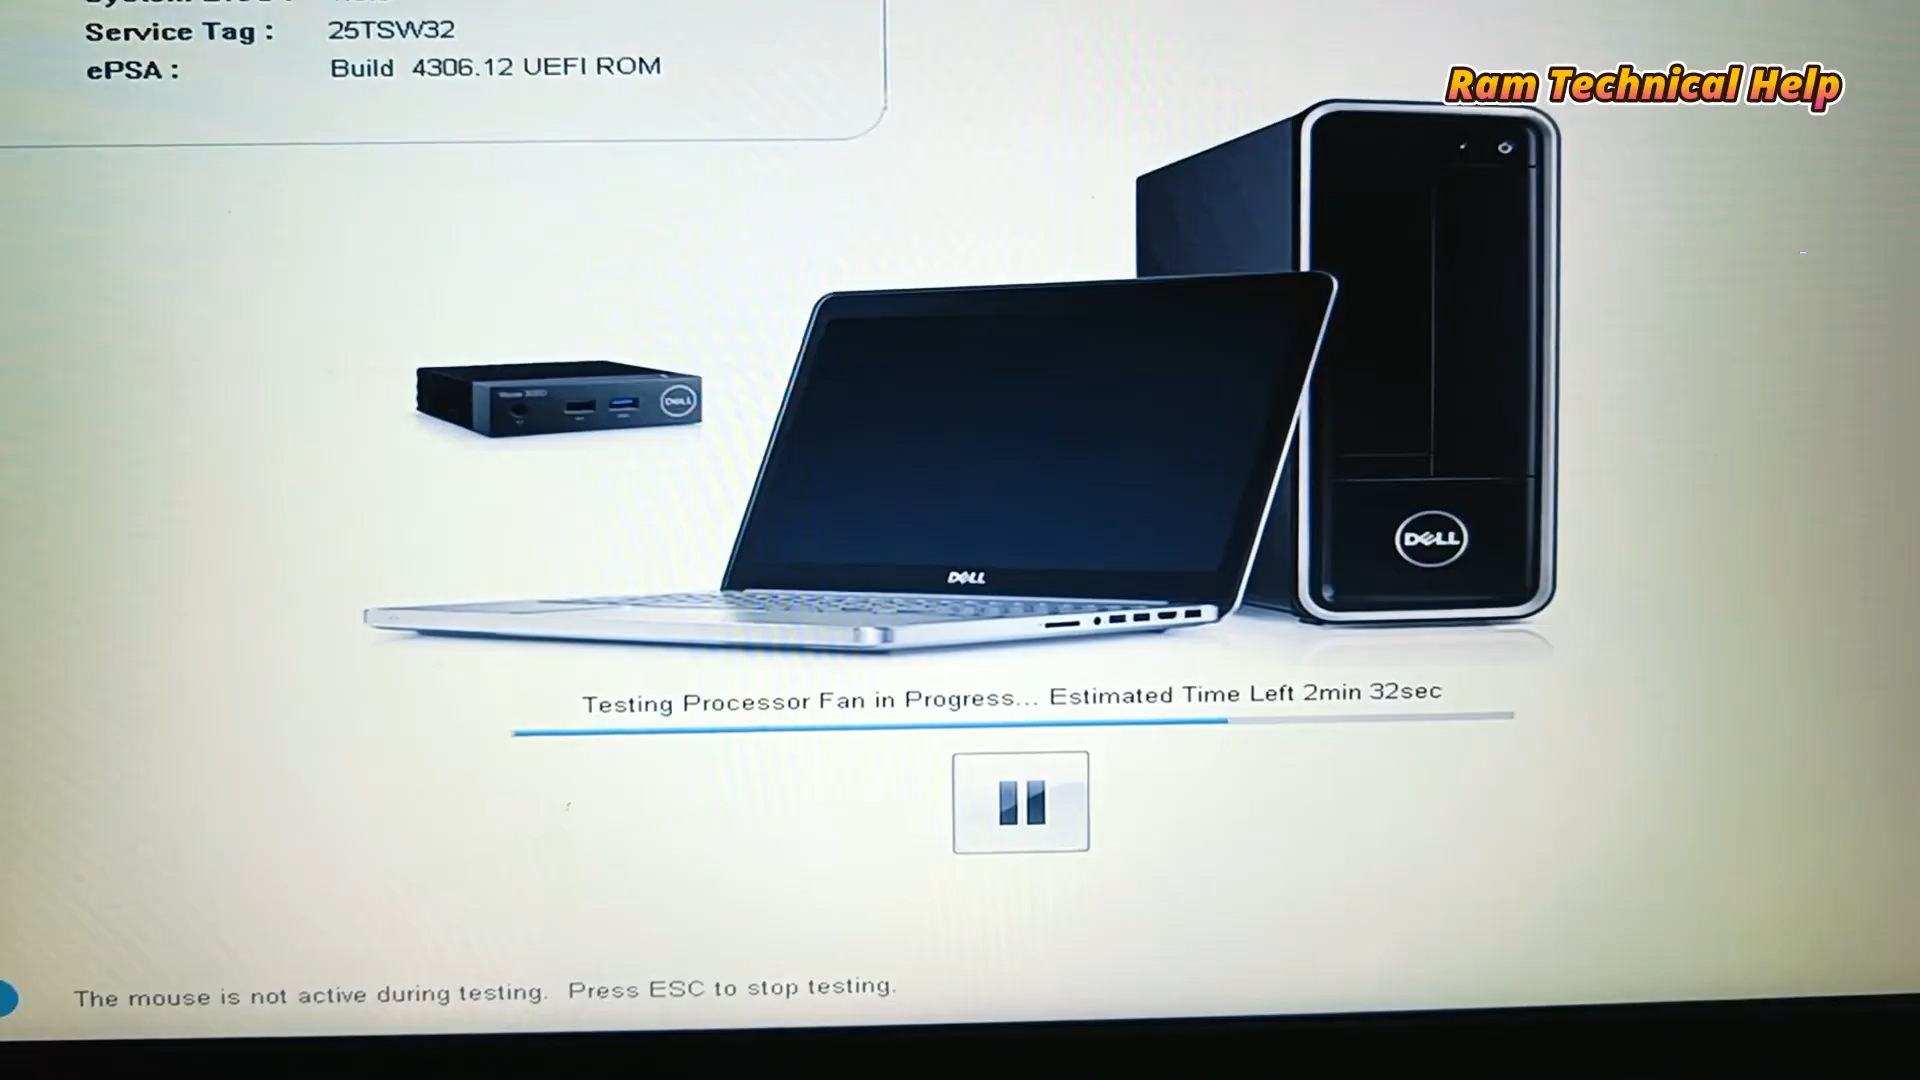 Service Tag : 25TSW32
ePSA : Build 4306.12 UEFI ROM
Ram Technical Help
DELL
DELL
DELL
Testing Processor Fan in Progress... Estimated Time Left 2min 32sec
The mouse is not active during testing. Press ESC to stop testing.